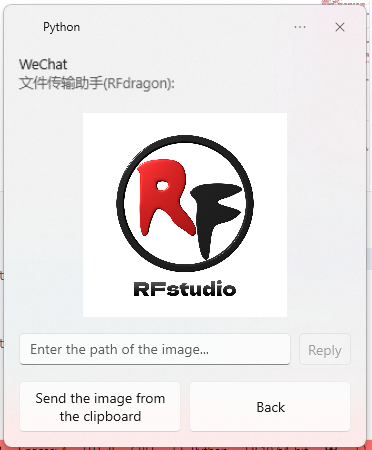 Python
WeChat
文件传输助手(RFdragon):
RF
RFstudio
Enter the path of the image...
Reply
Send the image from
the clipboard
Back